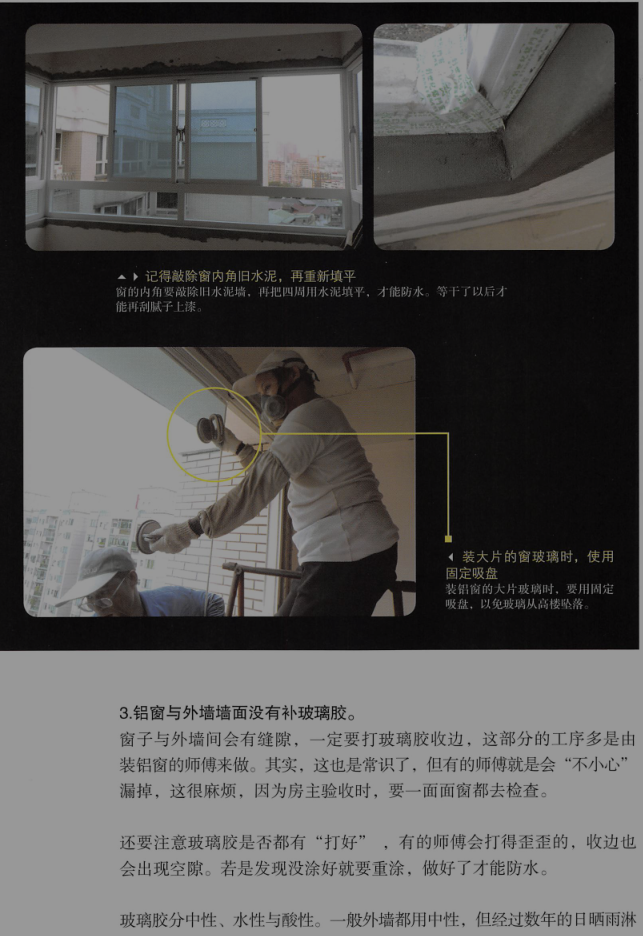 记得敲除窗内角旧水泥，再重新填平
窗的内角要敲除旧水泥墙，再把四周用水泥填平，才能防水。等干了以后才
能再刮腻子上漆。
装大片的窗玻璃时，使用
固定吸盘
装铝窗的大片玻璃时，要用固定
吸盘，以免玻璃从高楼坠落。
3.铝窗与外墙墙面没有补玻璃胶。
窗子与外墙间会有缝隙，一定要打玻璃胶收边，这部分的工序多是由
装铝窗的师傅来做。其实，这也是常识了，但有的师傅就是会“不小心”
漏掉，这很麻烦，因为房主验收时，要一面面窗都去检查。
还要注意玻璃胶是否都有“打好”，有的师傅会打得歪歪的，收边也
会出现空隙。若是发现没涂好就要重涂，做好了才能防水。
玻璃胶分中性、水性与酸性。一般外墙都用中性，但经过数年的日晒雨淋